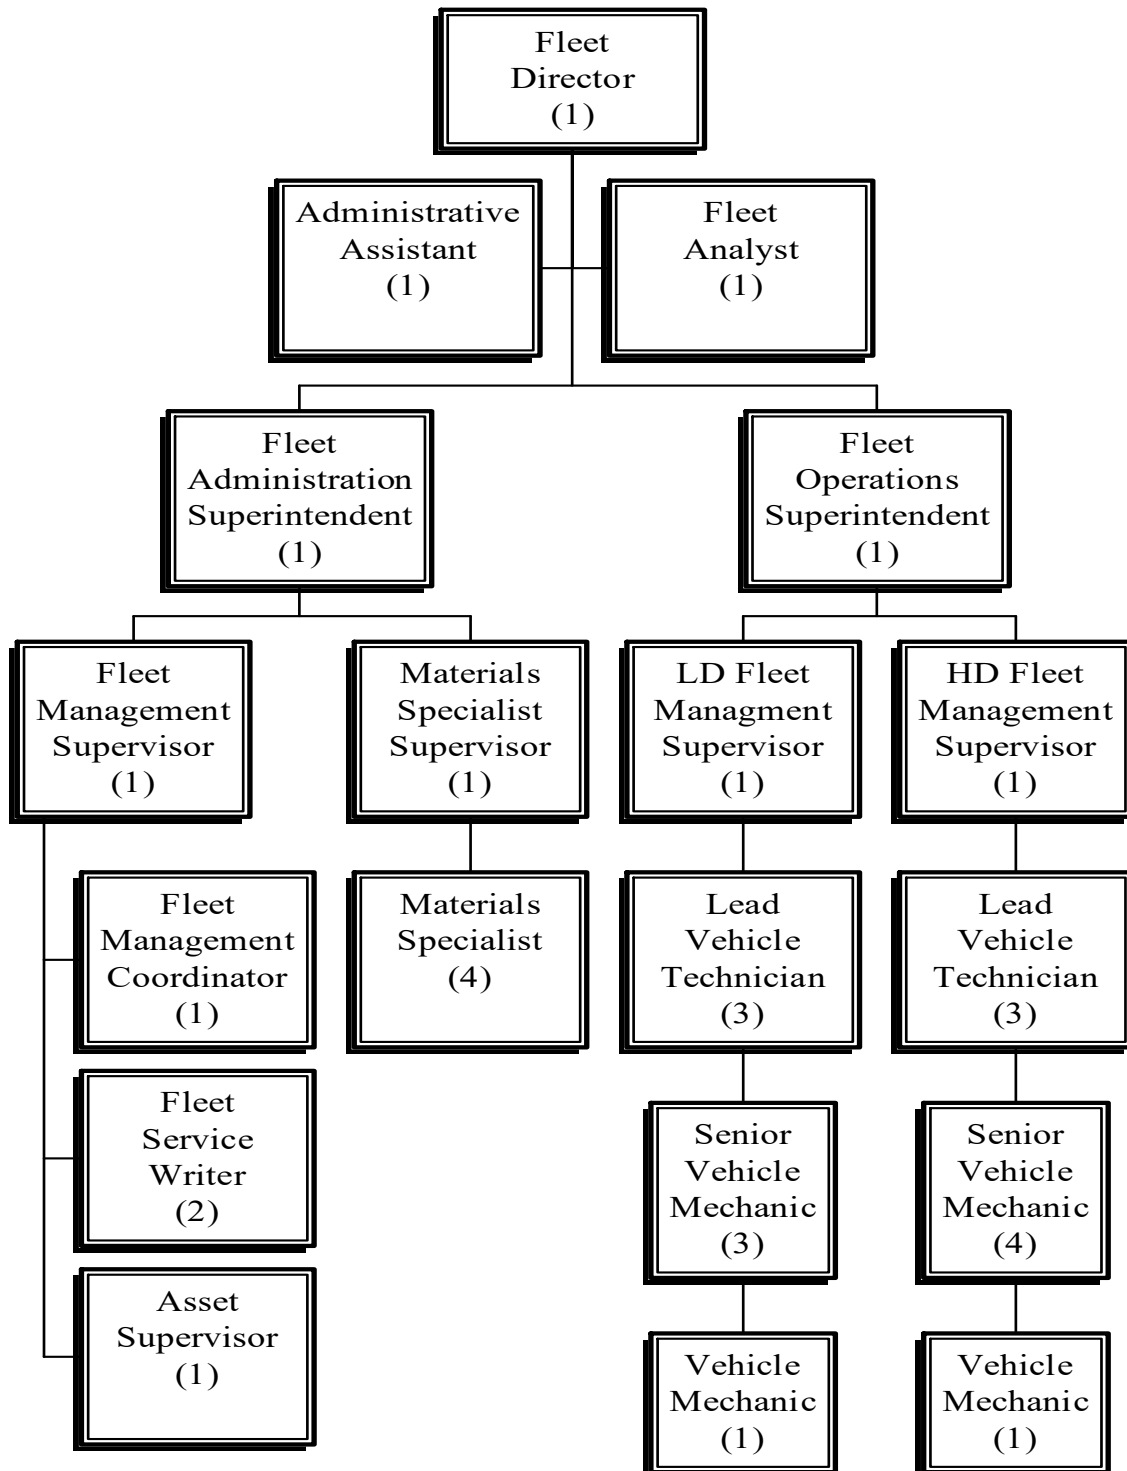 Fleet
Director
(1)
Administrative
Assistant
(1)
Fleet
Analyst
(1)
Fleet
Administration
Superintendent
(1)
Fleet
Operations
Superintendent
(1)
Fleet
Management
Supervisor
(1)
Materials
Specialist
Supervisor
(1)
LD Fleet
Managment
Supervisor
(1)
HD Fleet
Management
Supervisor
(1)
Fleet
Management
Coordinator
(1)
Materials
Specialist
(4)
Lead
Vehicle
Technician
(3)
Lead
Vehicle
Technician
(3)
Fleet
Service
Writer
(2)
Senior
Vehicle
Mechanic
(3)
Senior
Vehicle
Mechanic
(4)
Asset
Supervisor
(1)
Vehicle
Mechanic
(1)
Vehicle
Mechanic
(1)